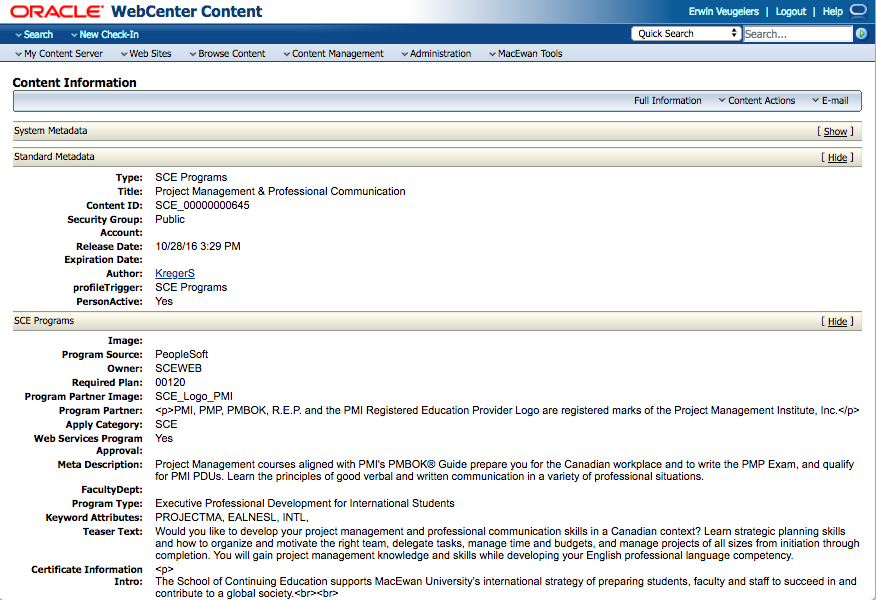 ORACLE WebCenter Content
Erwin Veugelers | Logout | Help
Search New Check-In
Quick Search Search...
My Content Server Web Sites Browse Content Content Management Administration MacEwan Tools
Content Information
Full Information Content Actions E-mail
System Metadata [ Show ]
Standard Metadata [ Hide ]
Type: SCE Programs
Title: Project Management & Professional Communication
Content ID: SCE_00000000645
Security Group: Public
Account:
Release Date: 10/28/16 3:29 PM
Expiration Date:
Author: KregerS
profileTrigger: SCE Programs
PersonActive: Yes
SCE Programs [ Hide ]
Image:
Program Source: PeopleSoft
Owner: SCEWEB
Required Plan: 00120
Program Partner Image: SCE_Logo_PMI
Program Partner: <p>PMI, PMP, PMBOK, R.E.P. and the PMI Registered Education Provider Logo are registered marks of the Project Management Institute, Inc.</p>
Apply Category: SCE
Web Services Program Yes
Approval:
Meta Description: Project Management courses aligned with PMI's PMBOK® Guide prepare you for the Canadian workplace and to write the PMP Exam, and qualify
for PMI PDUs. Learn the principles of good verbal and written communication in a variety of professional situations.
FacultyDept:
Program Type: Executive Professional Development for International Students
Keyword Attributes: PROJECTMA, EALNESL, INTL,
Teaser Text: Would you like to develop your project management and professional communication skills in a Canadian context? Learn strategic planning skills
and how to organize and motivate the right team, delegate tasks, manage time and budgets, and manage projects of all sizes from initiation through
completion. You will gain project management knowledge and skills while developing your English professional language competency.
Certificate Information <p>
Intro: The School of Continuing Education supports MacEwan University's international strategy of preparing students, faculty and staff to succeed in and
contribute to a global society.<br><br>